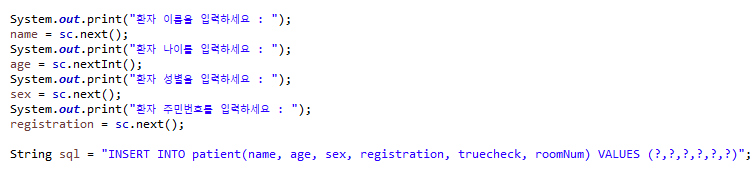 System.out.print("환자 이름을 입력하세요 : ");
name = sc.next();
System.out.print("환자 나이를 입력하세요 : ");
age = sc.nextInt();
System.out.print("환자 성별을 입력하세요 : ");
sex = sc.next();
System.out.print("환자 주민번호를 입력하세요 : ");
registration = sc.next();
String sql = "INSERT INTO patient(name, age, sex, registration, truecheck, roomNum) VALUES (?,?,?,?,?,?)";